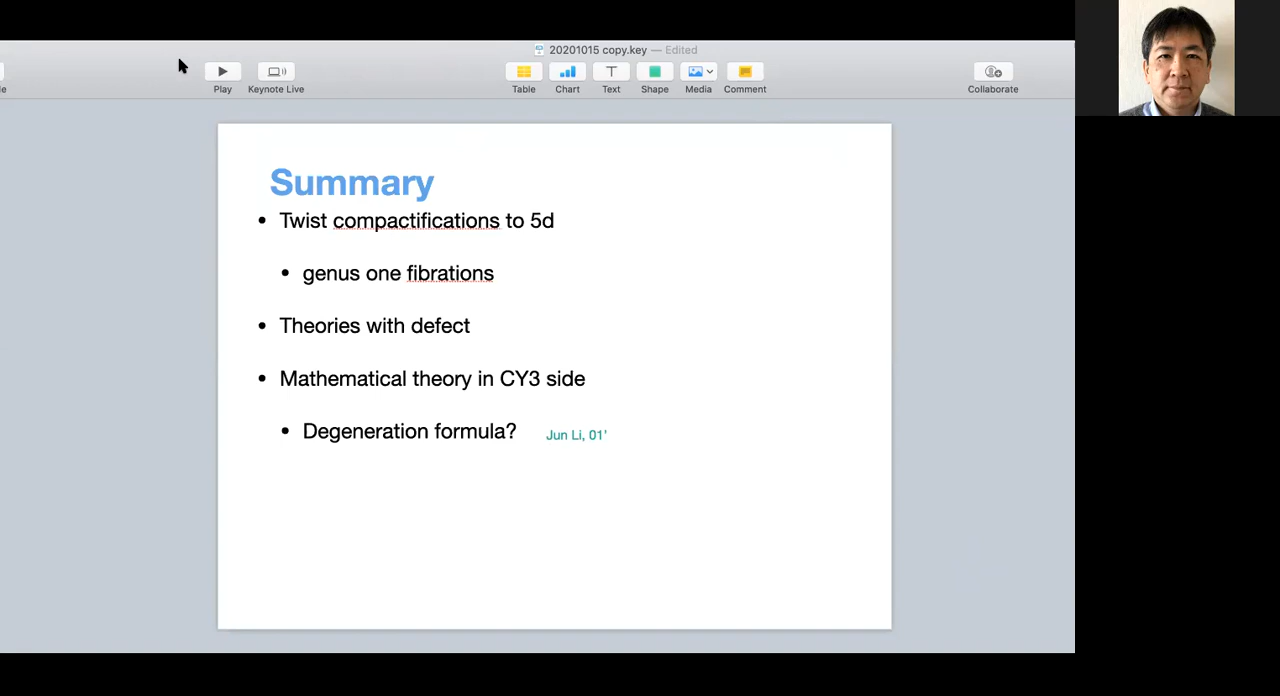 20201015 copy.key — Edited
Play
Keynote Live
Table
Chart
Text
Shape
Media
Comment
Collaborate
Summary
• Twist compactifications to 5d
• genus one fibrations
• Theories with defect
• Mathematical theory in CY3 side
• Degeneration formula? Jun Li, 01'